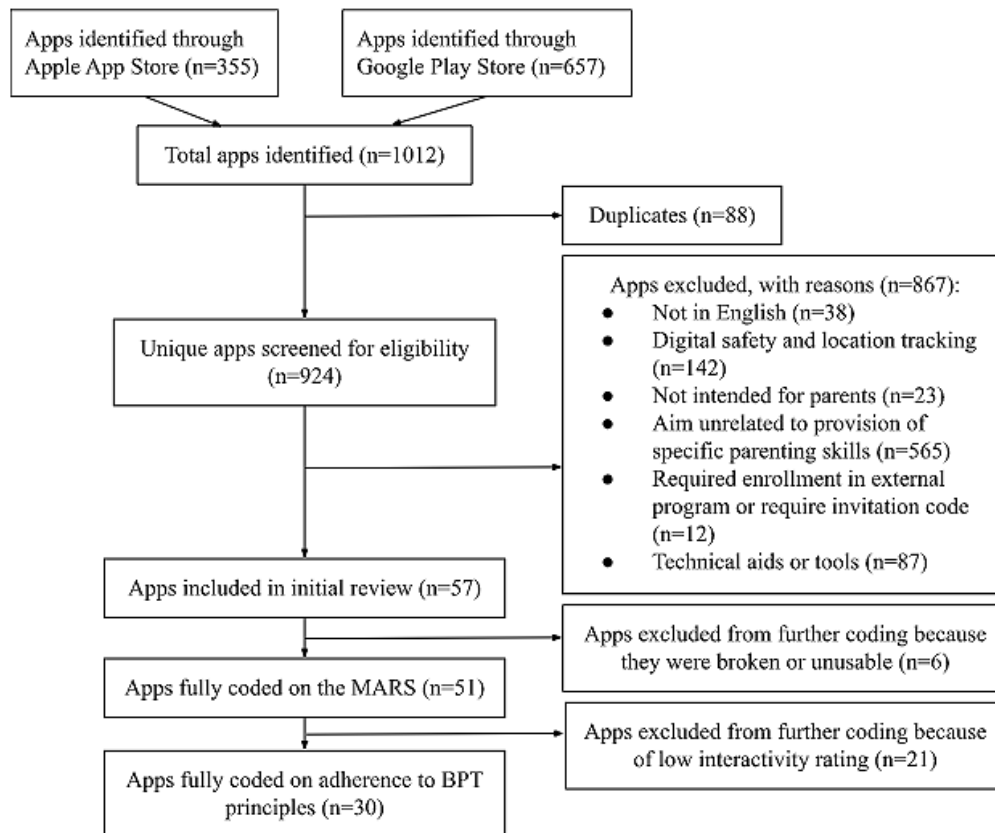 Apps identified through
Apple App Store (n=355)
Apps identified through
Google Play Store (n=657)
Total apps identified (n=1012)
Duplicates (n=88)
Apps excluded, with reasons (n=867):
● Not in English (n=38)
● Digital safety and location tracking
(n=142)
● Not intended for parents (n=23)
● Aim unrelated to provision of
specific parenting skills (n=565)
● Required enrollment in external
program or require invitation code
(n=12)
● Technical aids or tools (n=87)
Unique apps screened for eligibility
(n=924)
Apps included in initial review (n=57)
Apps excluded from further coding because
they were broken or unusable (n=6)
Apps fully coded on the MARS (n=51)
Apps excluded from further coding because
of low interactivity rating (n=21)
Apps fully coded on adherence to BPT
principles (n=30)